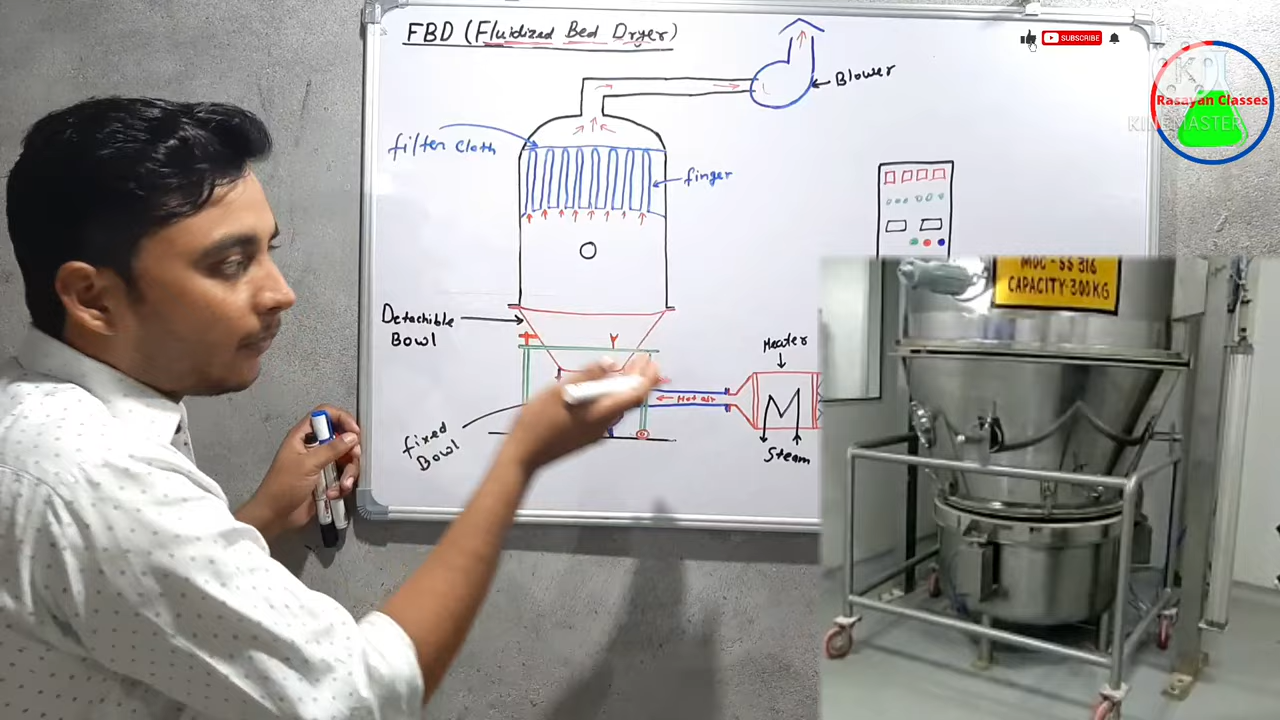 FBD (Fluidized Bed Dryer)
SUBSCRIBE
Rasayan Classes
KINEMASTER
Blower
filter cloth
finger
Detachible
Bowl
Heater
Hot air
fixed
Bowl
Steam
MOC - SS 316
CAPACITY-300KG